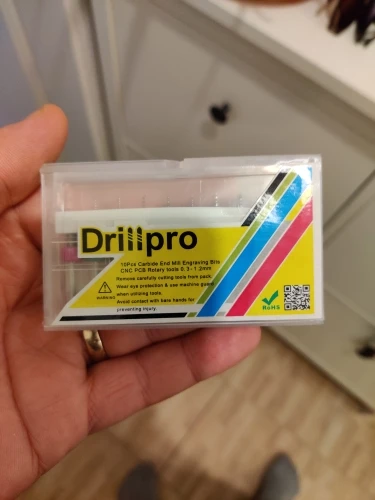 Drillpro
10Pcs Carbide End Mill Engraving Bits
CNC PCB Rotary tools 0.3-1.2mm
Remove carefully cutting tools from pack.
Wear eye protection & use machine guard
when utilising tools.
WARNING
Avoid contact with bare hands for
preventing injury.
RoHS